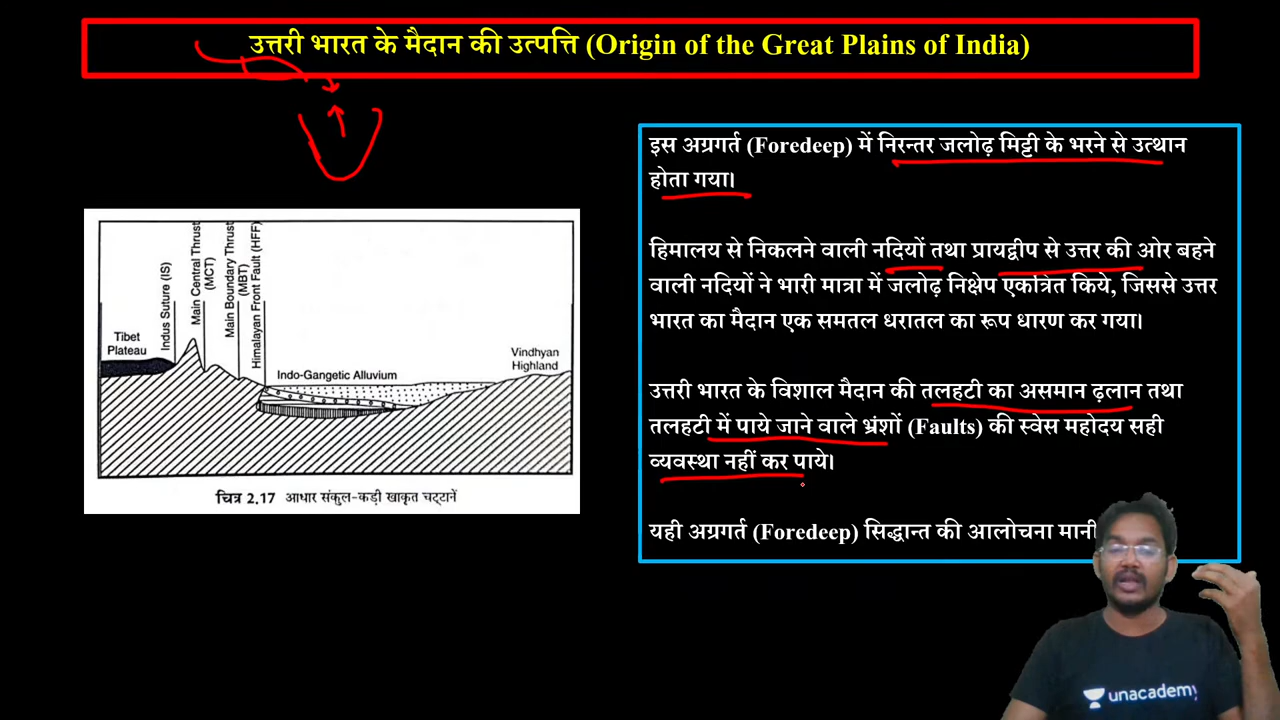 उत्तरी भारत के मैदान की उत्पत्ति (Origin of the Great Plains of India)
इस अग्रगर्त (Foredeep) में निरन्तर जलोढ़ मिट्टी के भरने से उत्थान
होता गया।
हिमालय से निकलने वाली नदियों तथा प्रायद्वीप से उत्तर की ओर बहने
वाली नदियों ने भारी मात्रा में जलोढ़ निक्षेप एकत्रित किये, जिससे उत्तर
भारत का मैदान एक समतल धरातल का रूप धारण कर गया।
उत्तरी भारत के विशाल मैदान की तलहटी का असमान ढ़लान तथा
तलहटी में पाये जाने वाले भ्रंशों (Faults) की स्वेस महोदय सही
व्यवस्था नहीं कर पाये।
यही अग्रगर्त (Foredeep) सिद्धान्त की आलोचना मानी
Tibet
Plateau
Indus Suture (IS)
Main Central Thrust
(MCT)
Main Boundary Thrust
(MBT)
Himalayan Front Fault (HFF)
Indo-Gangetic Alluvium
Vindhyan
Highland
चित्र 2.17 आधार संकुल-कड़ी खाकृत चट्टानें
unacademy